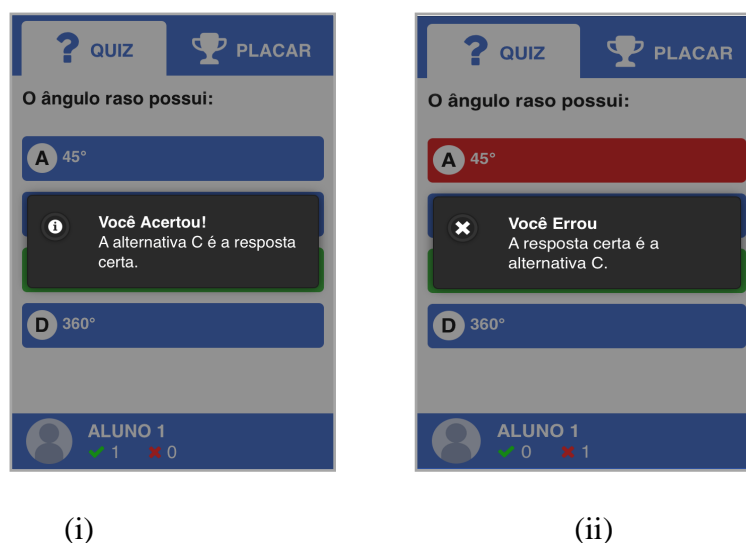 QUIZ PLACAR
O ângulo raso possui:
A 45°
Você Acertou!
A alternativa C é a resposta
certa.
D 360°
ALUNO 1
1 0
(i)
QUIZ PLACAR
O ângulo raso possui:
A 45°
Você Errou
A resposta certa é a
alternativa C.
D 360°
ALUNO 1
0 1
(ii)